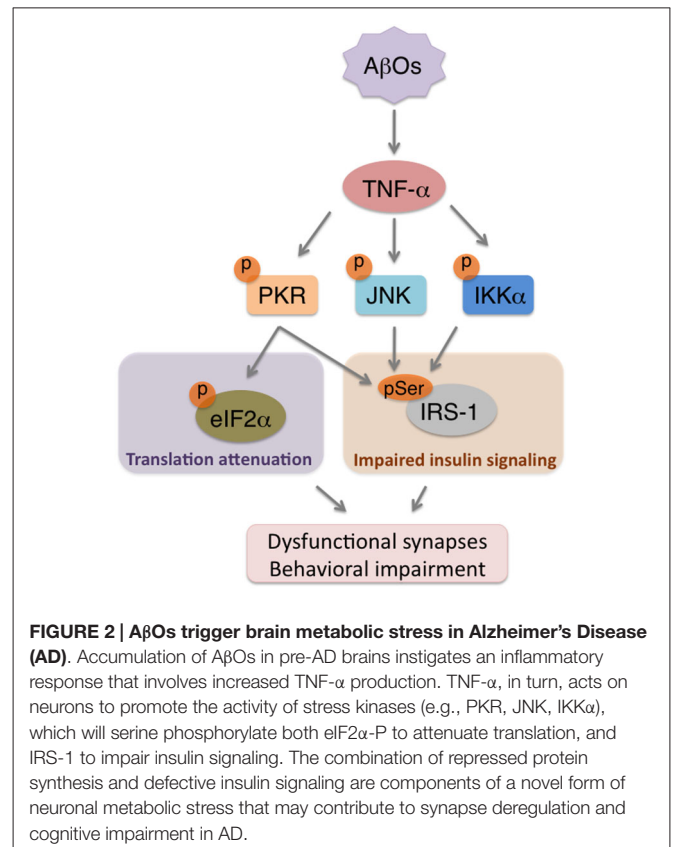 AβOs
TNF-α
p p p
PKR JNK IKKα
p pSer
eIF2α IRS-1
Translation attenuation Impaired insulin signaling
Dysfunctional synapses
Behavioral impairment
FIGURE 2 | AβOs trigger brain metabolic stress in Alzheimer's Disease
(AD). Accumulation of AβOs in pre-AD brains instigates an inflammatory
response that involves increased TNF-α production. TNF-α, in turn, acts on
neurons to promote the activity of stress kinases (e.g., PKR, JNK, IKKα),
which will serine phosphorylate both eIF2α-P to attenuate translation, and
IRS-1 to impair insulin signaling. The combination of repressed protein
synthesis and defective insulin signaling are components of a novel form of
neuronal metabolic stress that may contribute to synapse deregulation and
cognitive impairment in AD.